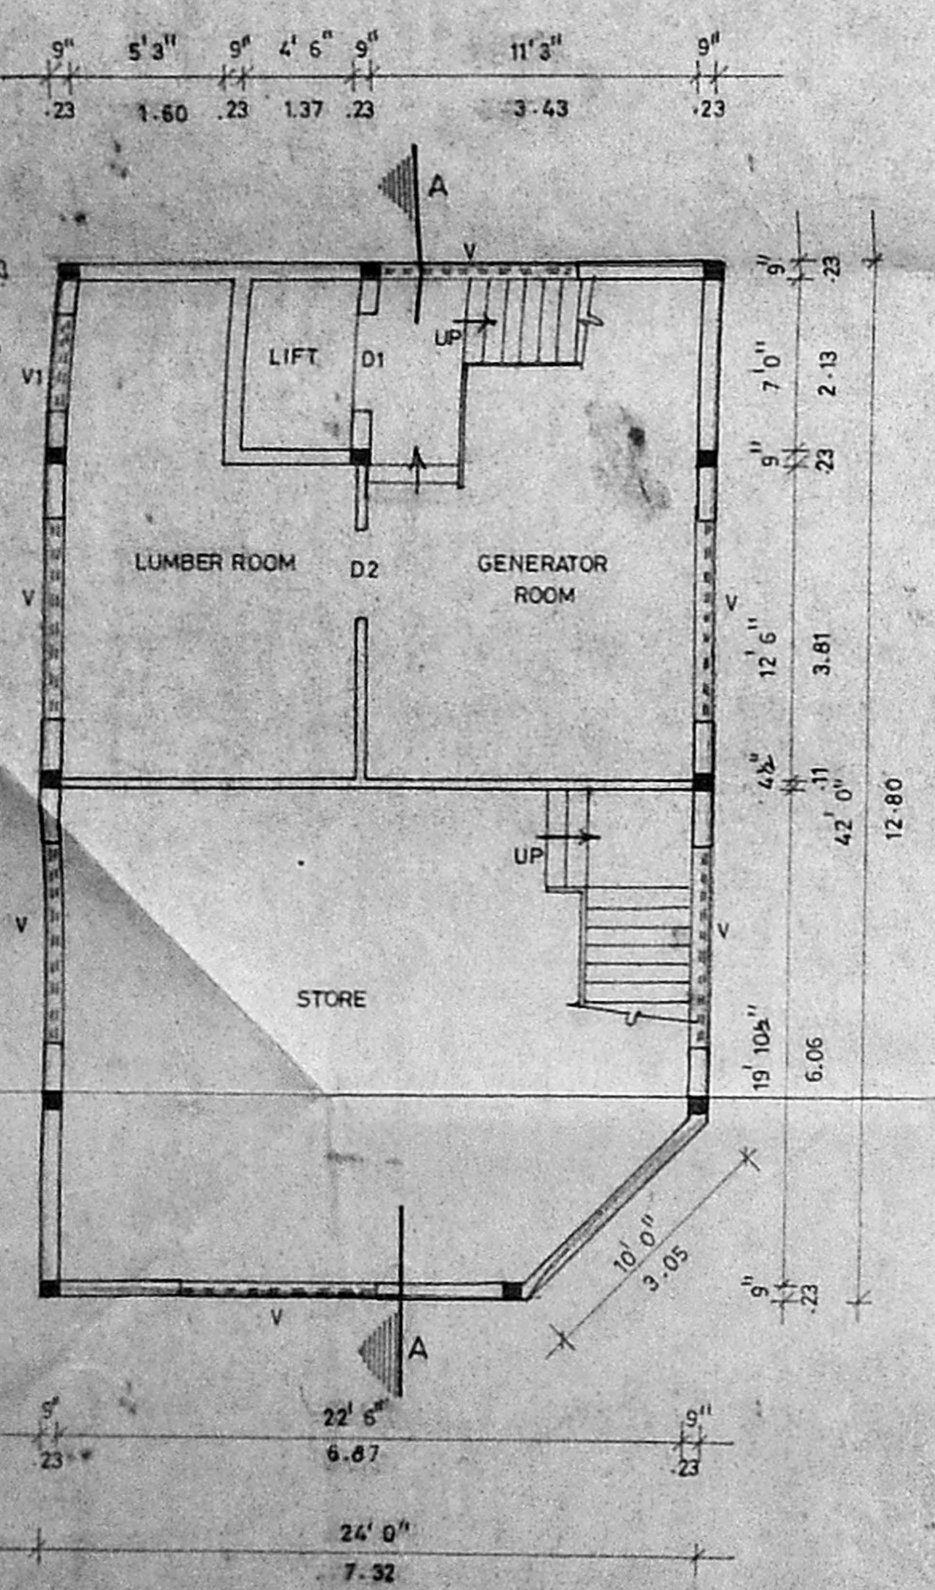 9" 5' 3" 9" 4' 6" 9" 11' 3" 9"
.23 1.60 .23 1.37 .23 3.43 .23
A
V
9" .23
UP
LIFT D1
V1
7' 0" 2.13
9" .23
LUMBER ROOM D2 GENERATOR
ROOM
V V
12' 6" 3.81
4½" .11
42' 0" 12.80
UP
V V
STORE
19' 10½" 6.06
10' 0"
3.05
9" .23
V
A
9" 22' 6" 9"
.23 6.87 .23
24' 0"
7.32